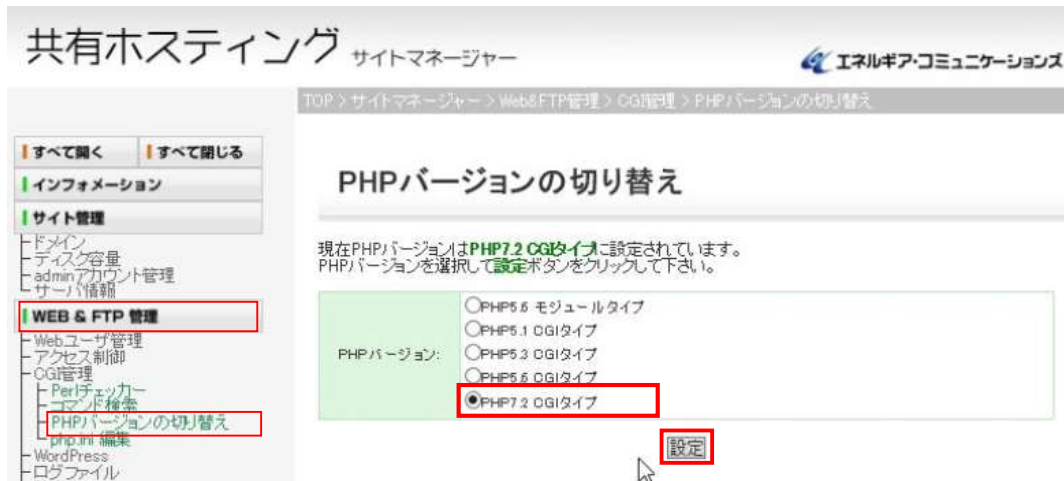 共有ホスティング サイトマネージャー
エネルギア・コミュニケーションズ
TOP > サイトマネージャー > Web&FTP管理 > CGI管理 > PHPバージョンの切り替え
すべて開く すべて閉じる
インフォメーション
サイト管理
ドメイン
ディスク容量
adminアカウント管理
サーバ情報
WEB & FTP 管理
Webユーザ管理
アクセス制御
CGI管理
Perlチェッカー
コマンド検索
PHPバージョンの切り替え
php.ini 編集
WordPress
ログファイル
PHPバージョンの切り替え
現在PHPバージョンはPHP7.2 CGIタイプに設定されています。
PHPバージョンを選択して設定ボタンをクリックして下さい。
PHPバージョン:
PHP5.6 モジュールタイプ
PHP5.1 CGIタイプ
PHP5.3 CGIタイプ
PHP5.6 CGIタイプ
PHP7.2 CGIタイプ
設定